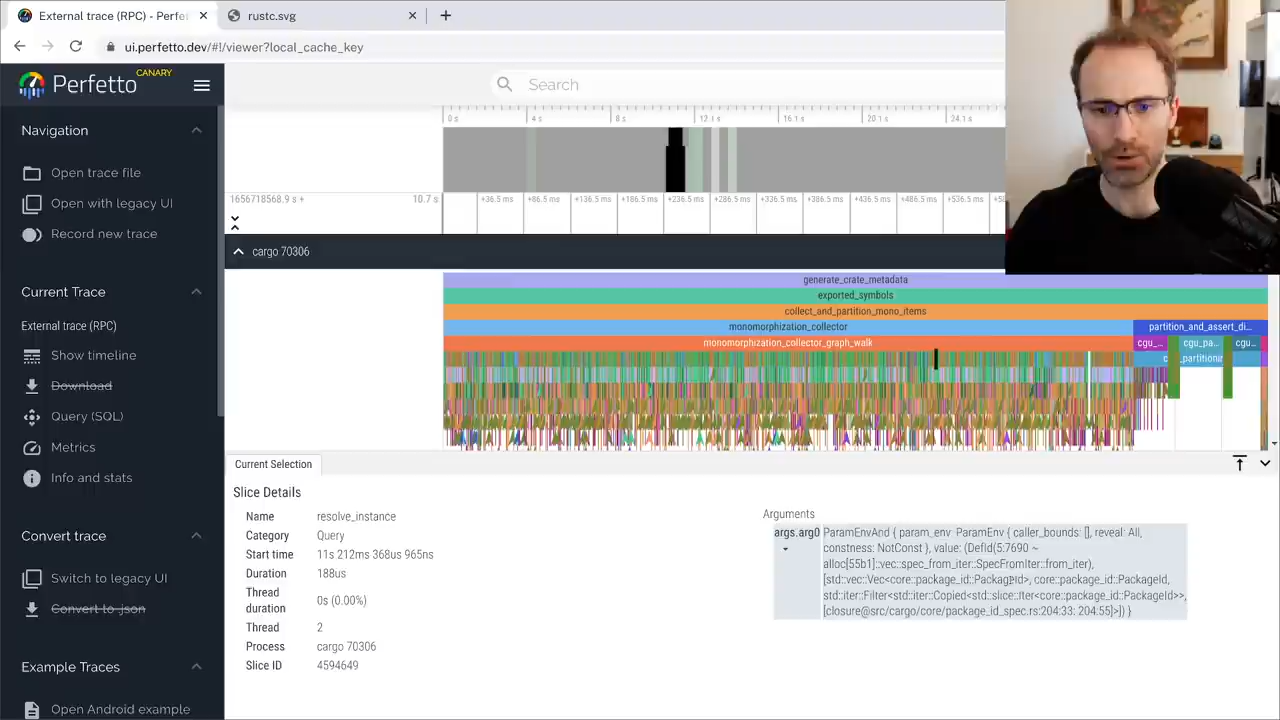 External trace (RPC) - Perfe
rustc.svg
ui.perfetto.dev/#!/viewer?local_cache_key
Perfetto
CANARY
Search
Navigation
Open trace file
Open with legacy UI
Record new trace
Current Trace
External trace (RPC)
Show timeline
Download
Query (SQL)
Metrics
Info and stats
Convert trace
Switch to legacy UI
Convert to .json
Example Traces
Open Android example
0 s
4 s
8 s
12.1 s
16.1 s
20.1 s
24.1 s
1656718568.9 s +
10.7 s
+36.5 ms
+86.5 ms
+136.5 ms
+186.5 ms
+236.5 ms
+286.5 ms
+336.5 ms
+386.5 ms
+436.5 ms
+486.5 ms
+536.5 ms
cargo 70306
generate_crate_metadata
exported_symbols
collect_and_partition_mono_items
monomorphization_collector
partition_and_assert_di...
monomorphization_collector_graph_walk
cgu_...
cgu_pa...
cgu...
Current Selection
Slice Details
Name resolve_instance
Category Query
Start time 11s 212ms 368us 965ns
Duration 188us
Thread duration 0s (0.00%)
Thread 2
Process cargo 70306
Slice ID 4594649
Arguments
args.arg0
ParamEnvAnd { param_env: ParamEnv { caller_bounds: [], reveal: All,
constness: NotConst }, value: (DefId(5:7690 ~
alloc[55b1]::vec::spec_from_iter::SpecFromIter::from_iter),
[std::vec::Vec<core::package_id::PackageId>, core::package_id::PackageId,
std::iter::Filter<std::iter::Copied<std::slice::Iter<core::package_id::PackageId>>,
[closure@src/cargo/core/package_id_spec.rs:204:33: 204:55]>]) }